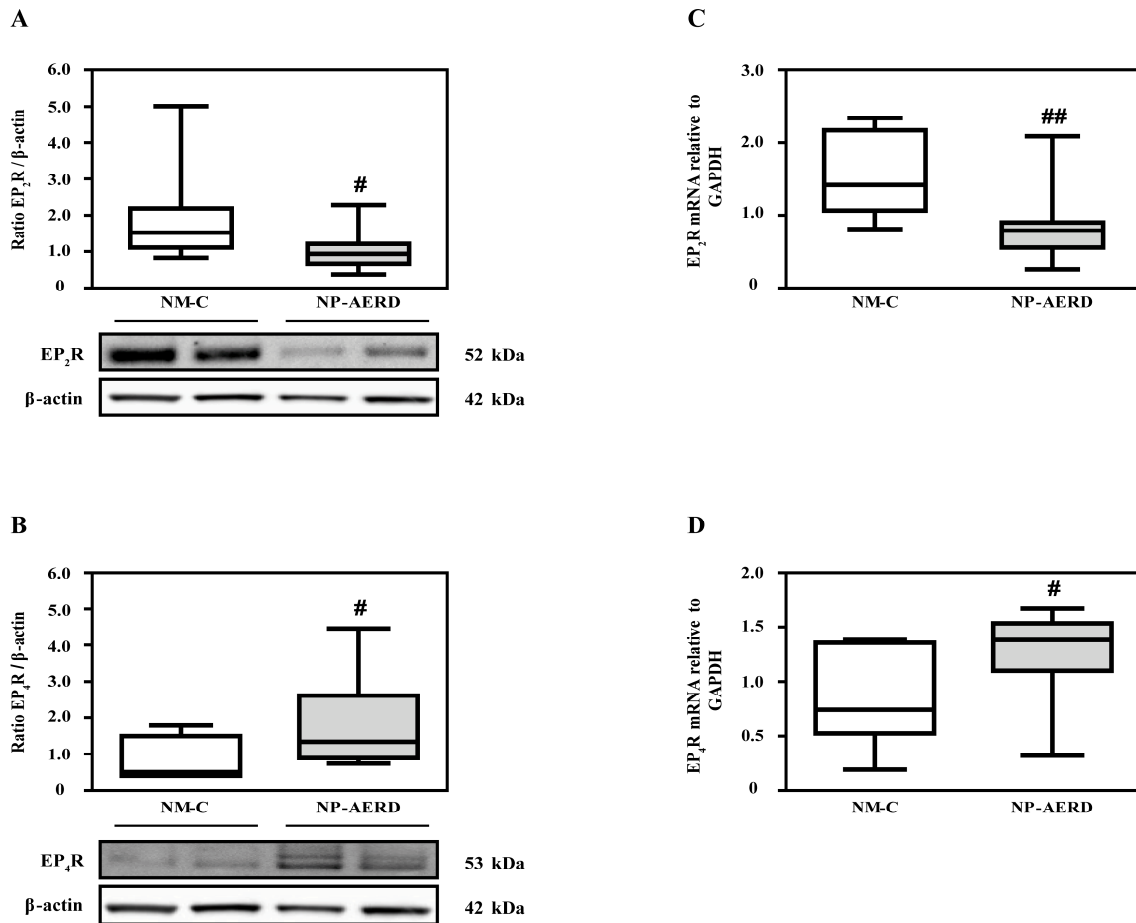 A
Ratio EP₂R / β-actin
6.0
5.0
4.0
3.0
2.0
1.0
0
#
NM-C NP-AERD
EP₂R 52 kDa
β-actin 42 kDa
C
EP₂R mRNA relative to
GAPDH
3.0
2.0
1.0
0
##
NM-C NP-AERD
B
Ratio EP₄R / β-actin
6.0
5.0
4.0
3.0
2.0
1.0
0
#
NM-C NP-AERD
EP₄R 53 kDa
β-actin 42 kDa
D
EP₄R mRNA relative to
GAPDH
2.0
1.5
1.0
0.5
0
#
NM-C NP-AERD